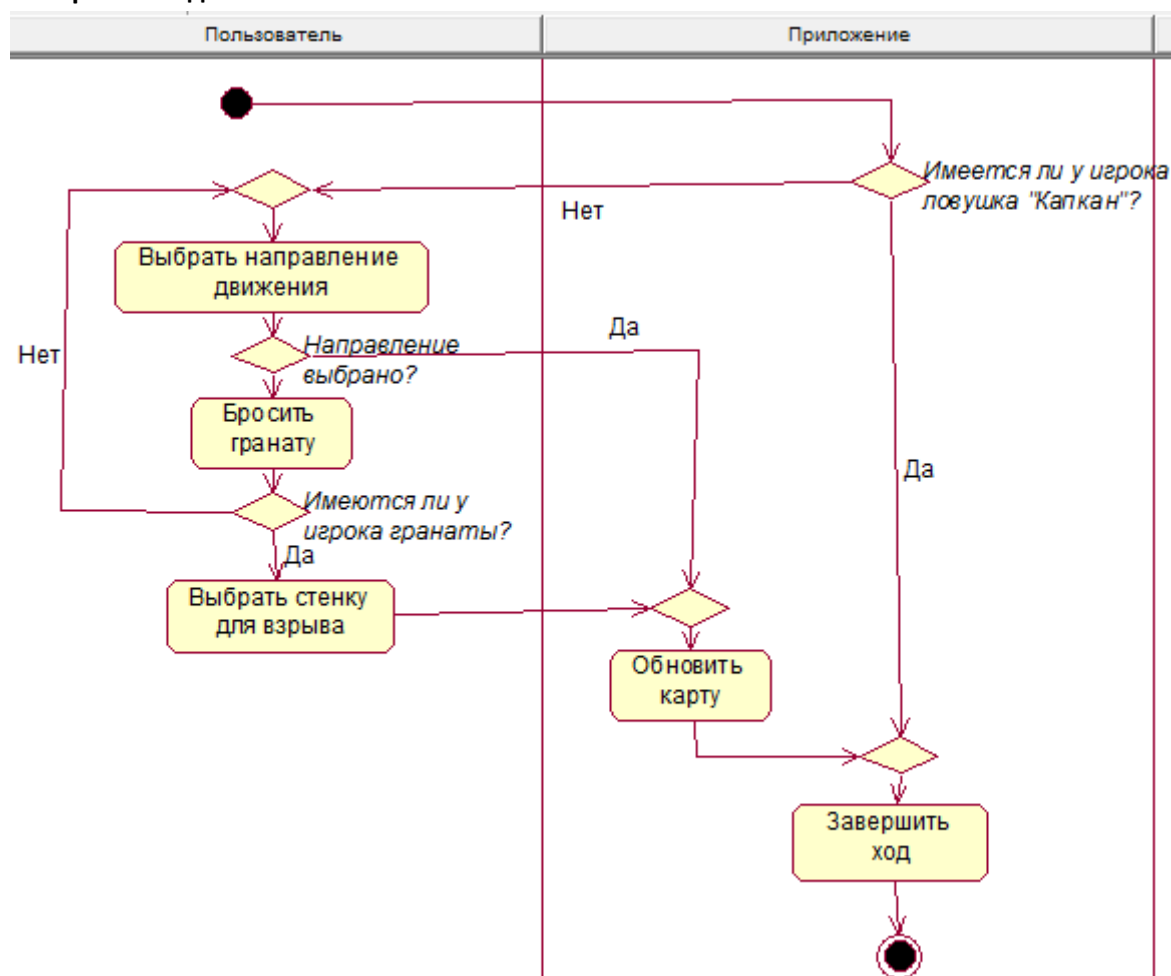 Пользователь
Приложение
Имеется ли у игрока
ловушка "Капкан"?
Нет
Выбрать направление
движения
Да
Направление
выбрано?
Нет
Бросить
гранату
Да
Имеются ли у
игрока гранаты?
Да
Выбрать стенку
для взрыва
Обновить
карту
Завершить
ход